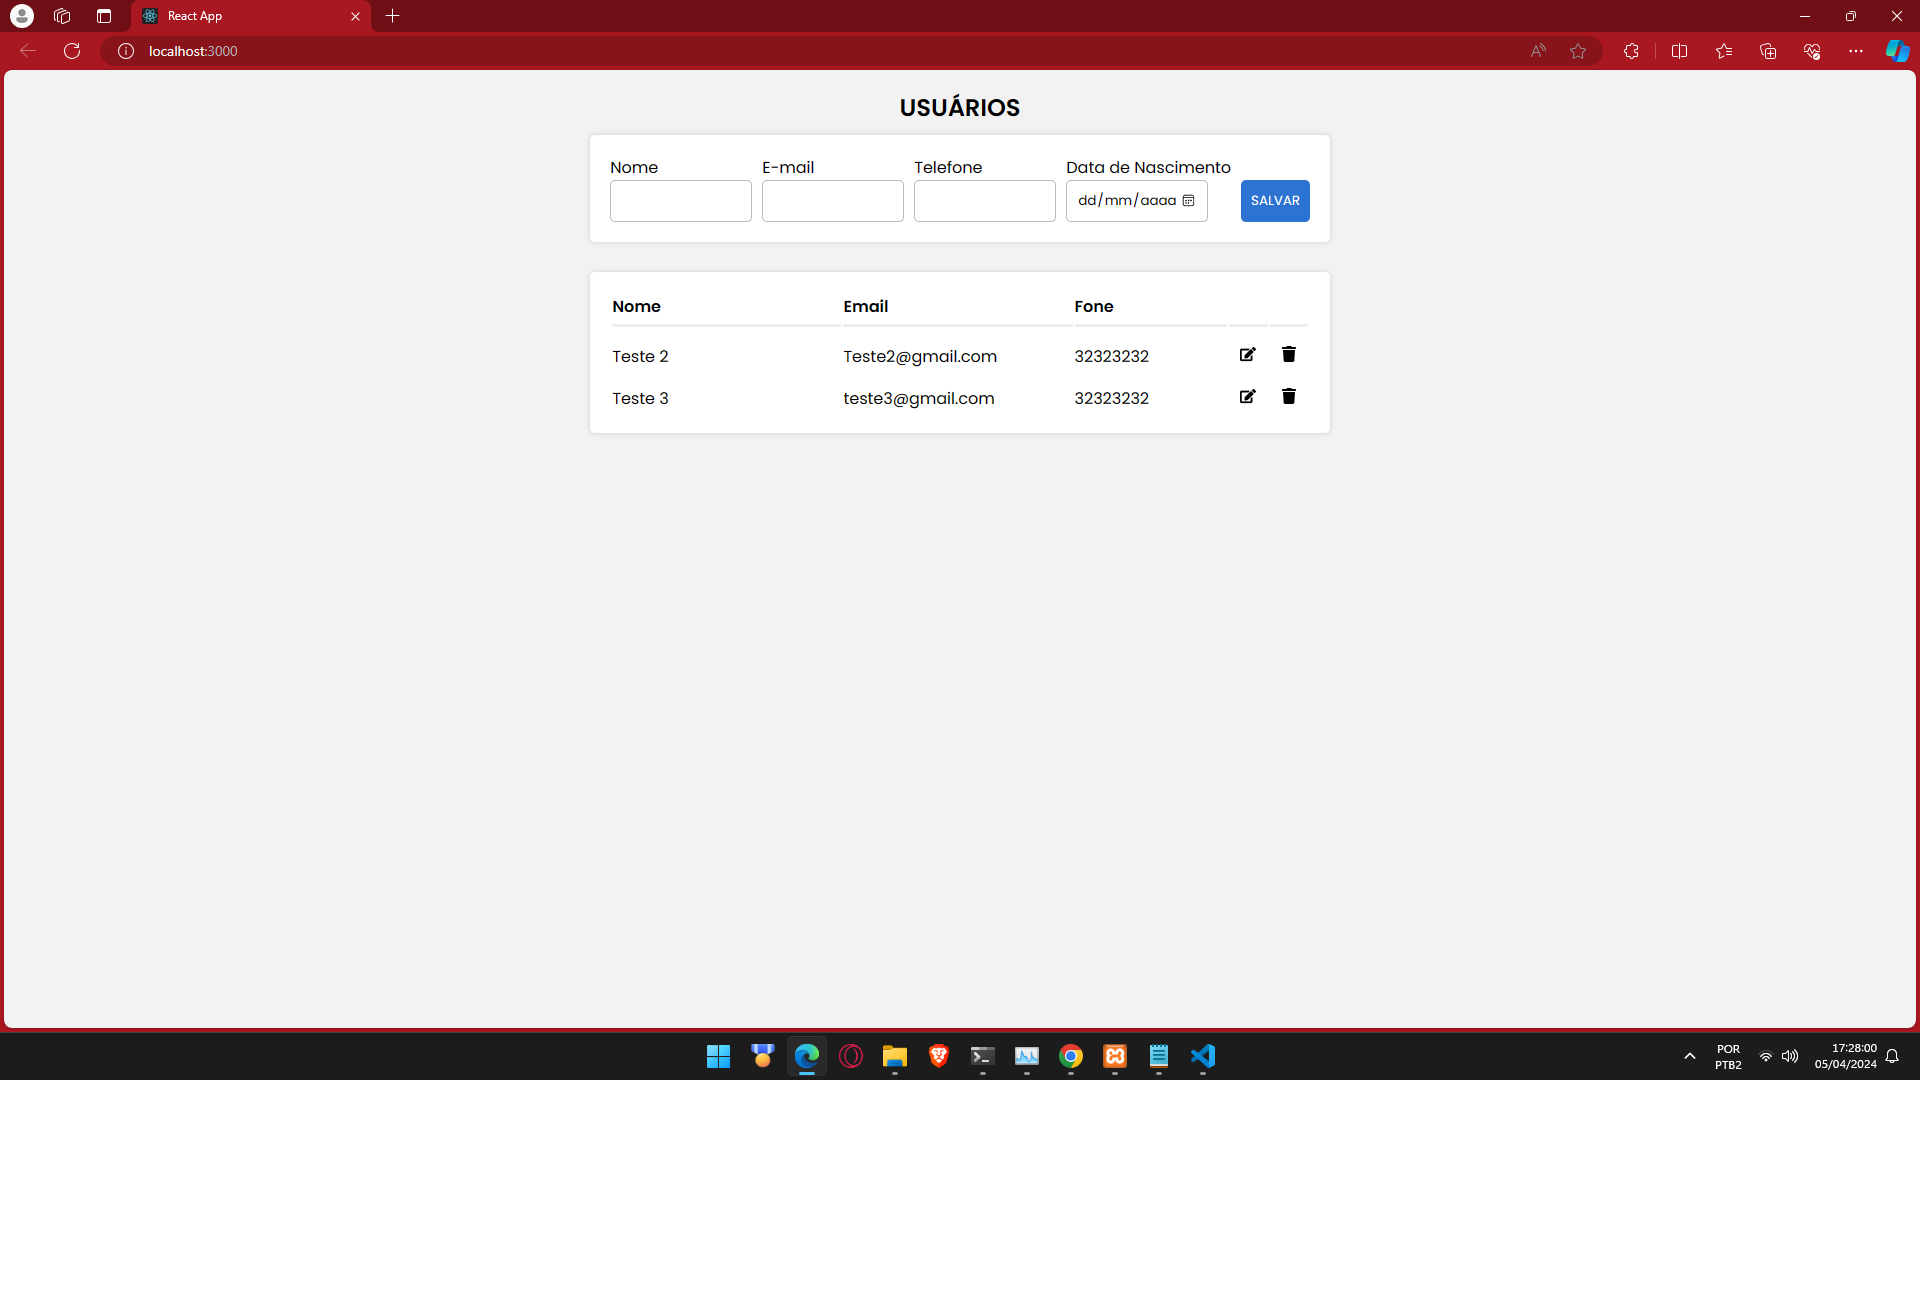 React App
localhost:3000
USUÁRIOS
Nome E-mail Telefone Data de Nascimento
dd/mm/aaaa SALVAR
Nome Email Fone
Teste 2 Teste2@gmail.com 32323232
Teste 3 teste3@gmail.com 32323232
POR 17:28:00
PTB2 05/04/2024